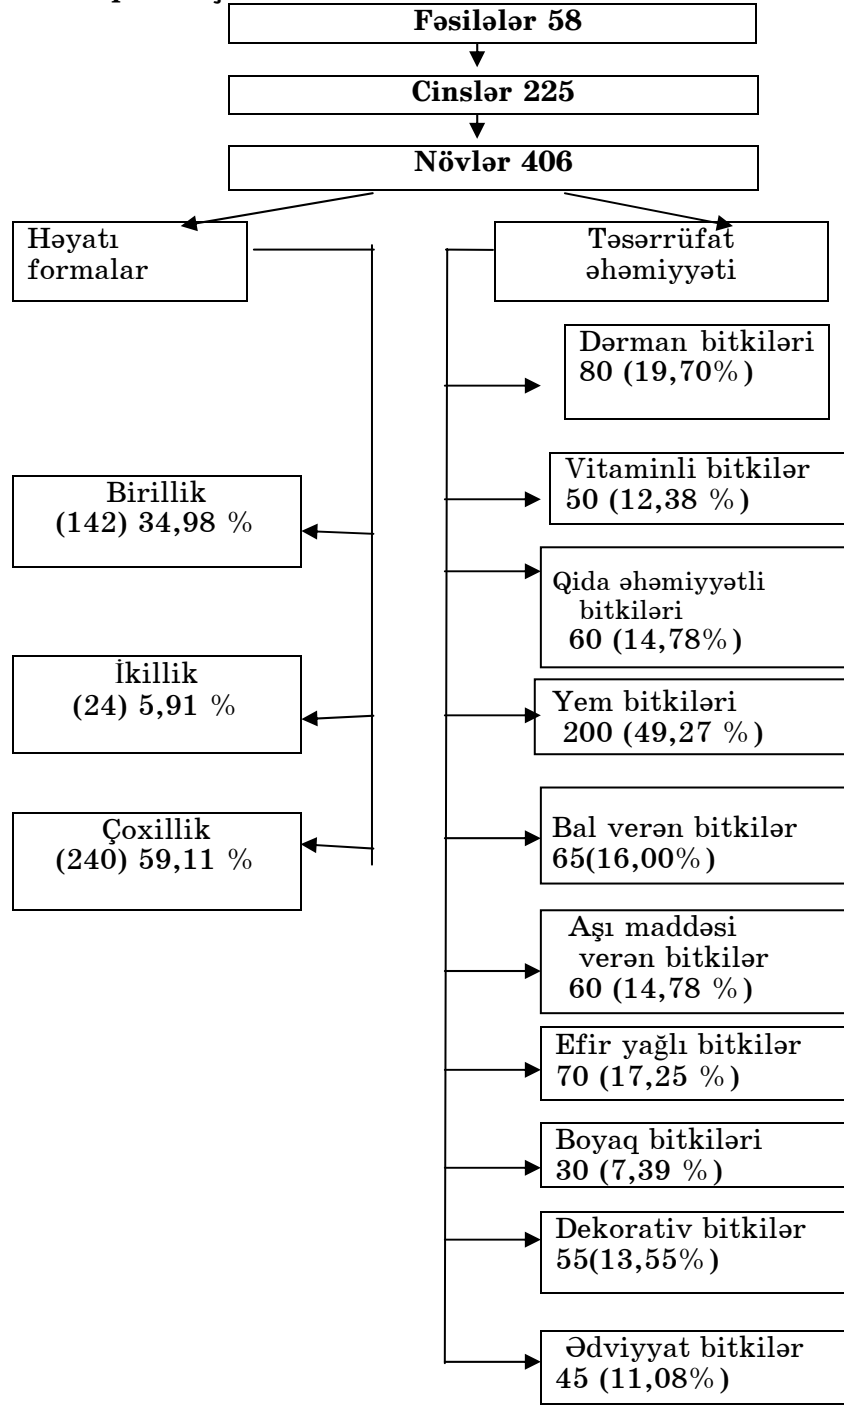 Fəsilələr 58
Cinslər 225
Növlər 406
Həyatı
formalar
Birillik
(142) 34,98 %
İkillik
(24) 5,91 %
Çoxillik
(240) 59,11 %
Təsərrüfat
əhəmiyyəti
Dərman bitkiləri
80 (19,70%)
Vitaminli bitkilər
50 (12,38 %)
Qida əhəmiyyətli
bitkiləri
60 (14,78%)
Yem bitkiləri
200 (49,27 %)
Bal verən bitkilər
65(16,00%)
Aşı maddəsi
verən bitkilər
60 (14,78 %)
Efir yağlı bitkilər
70 (17,25 %)
Boyaq bitkiləri
30 (7,39 %)
Dekorativ bitkilər
55(13,55%)
Ədviyyat bitkilər
45 (11,08%)